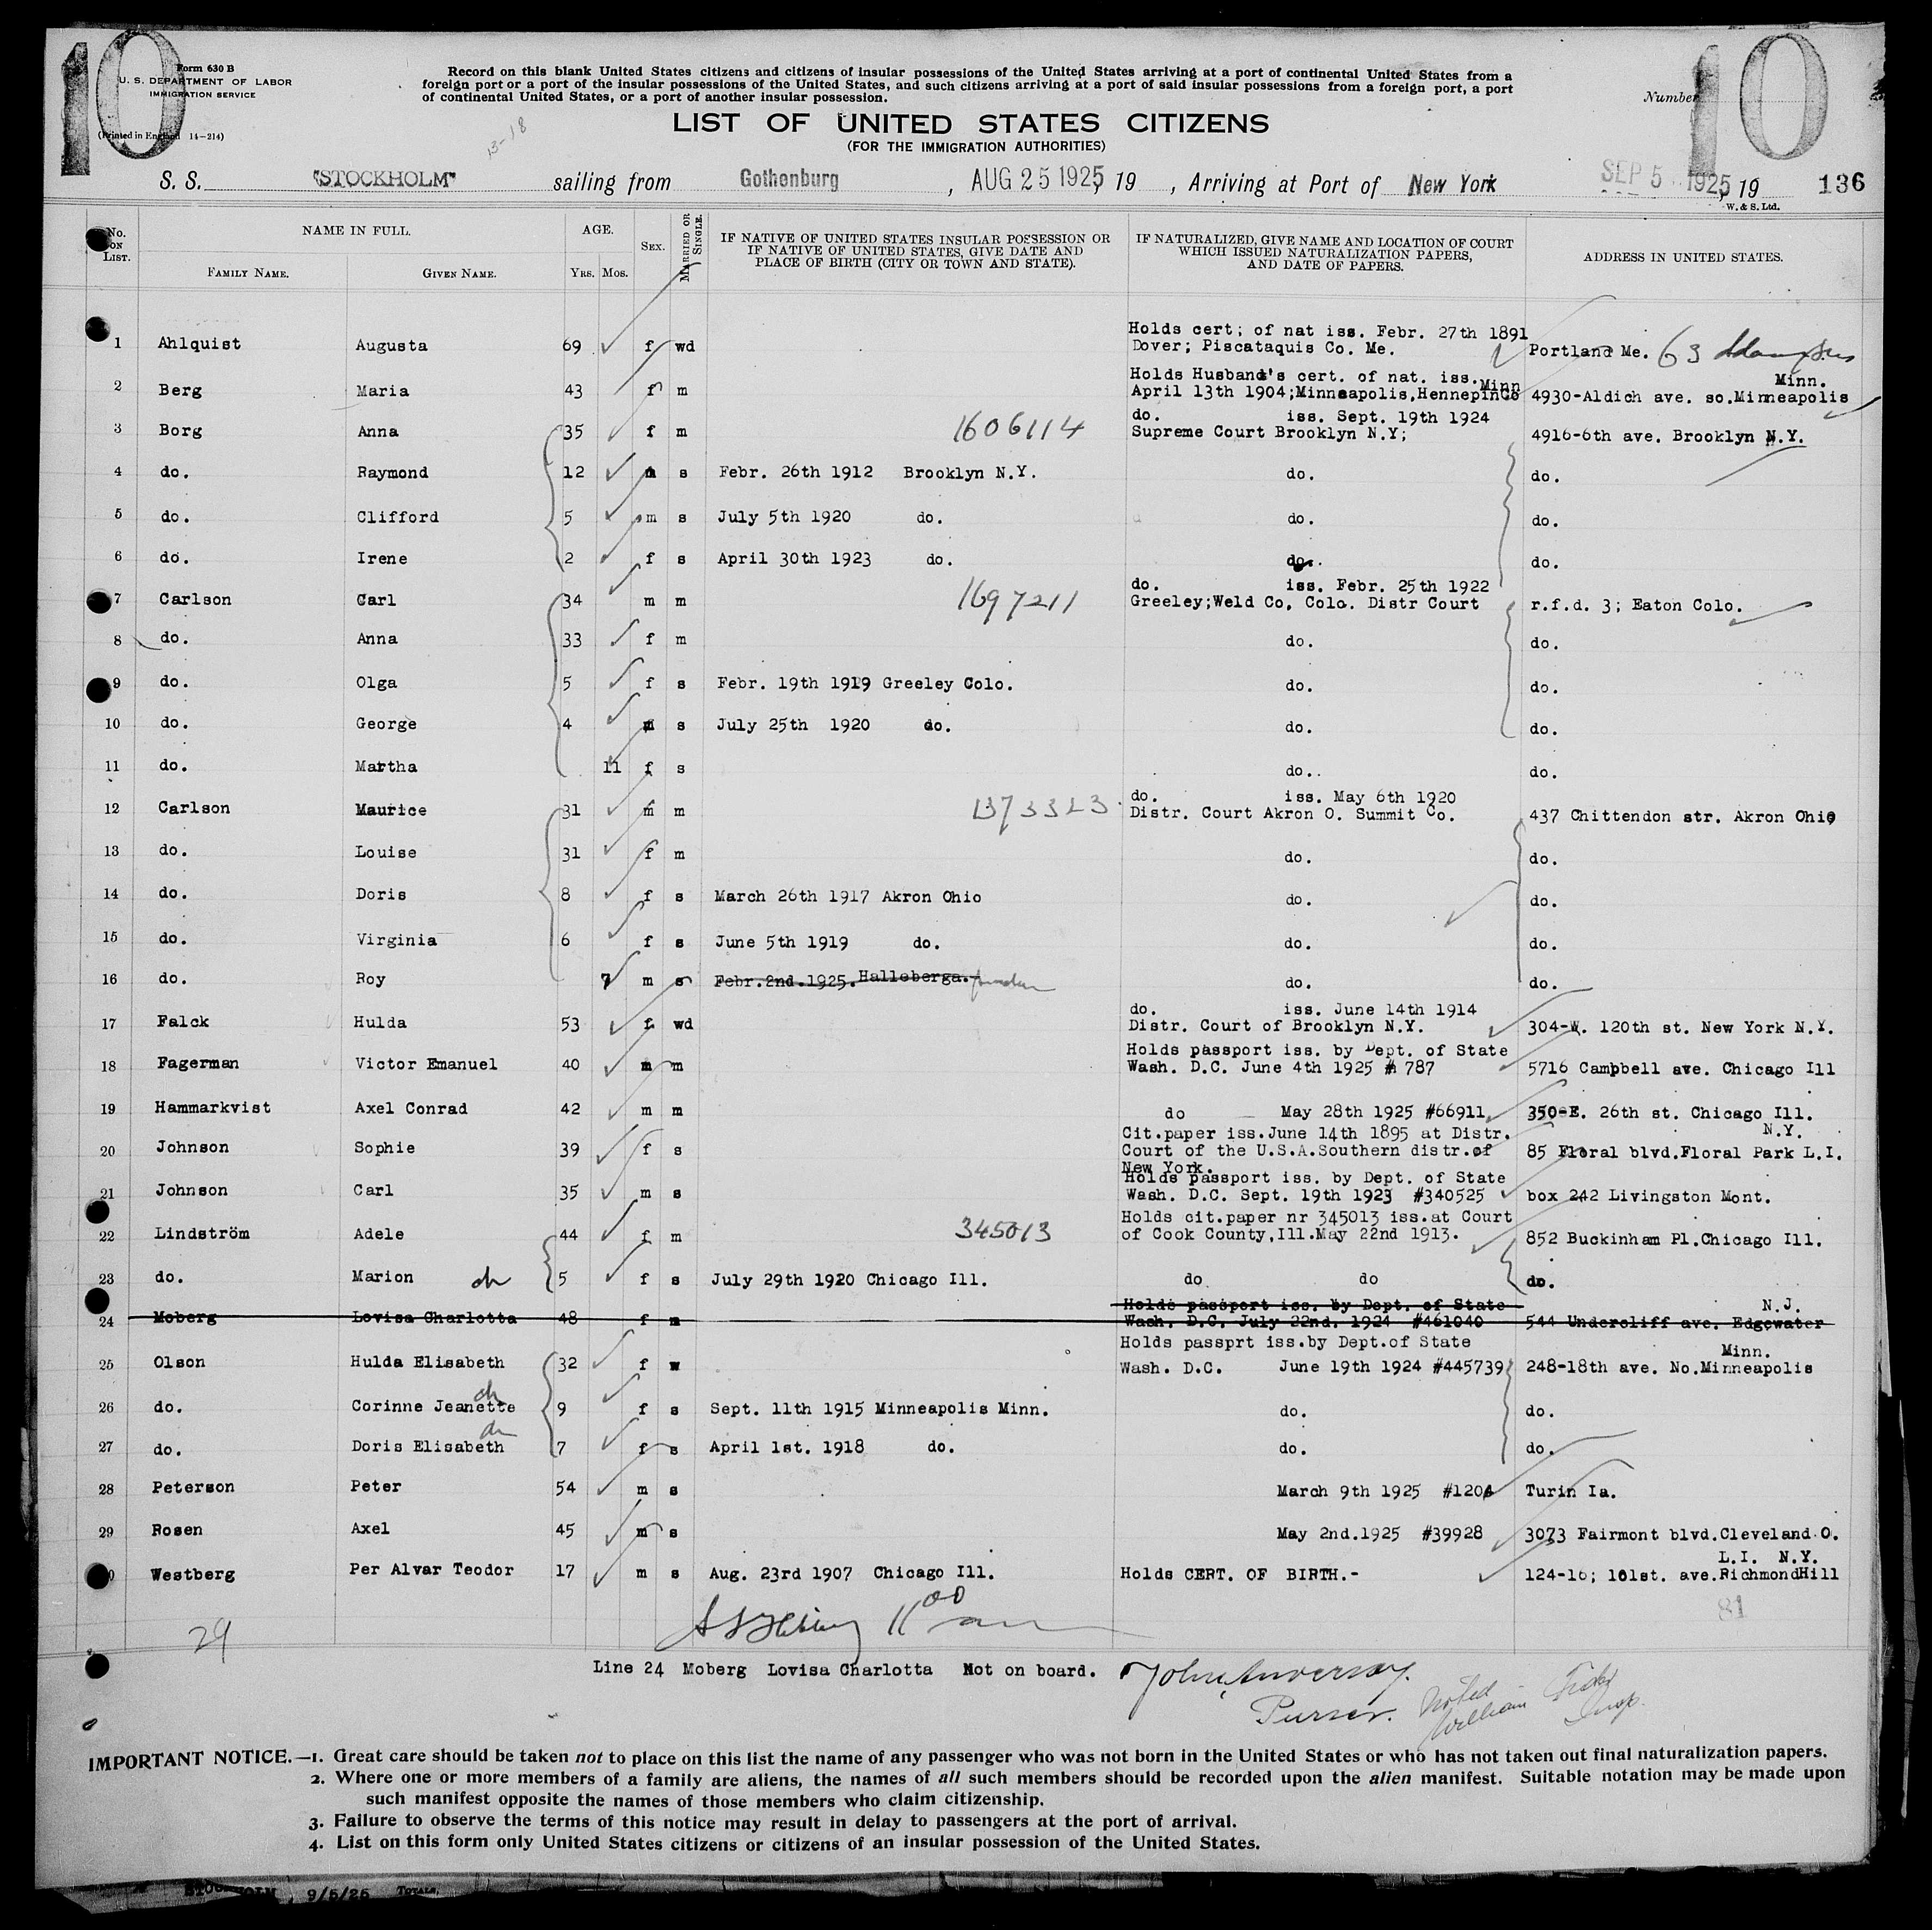 10
10
Form 630 B
U. S. DEPARTMENT OF LABOR
IMMIGRATION SERVICE
(Printed in England 14-214)
13-18
Record on this blank United States citizens and citizens of insular possessions of the United States arriving at a port of continental United States from a
foreign port or a port of the insular possessions of the United States, and such citizens arriving at a port of said insular possessions from a foreign port, a port
of continental United States, or a port of another insular possession.
Number
LIST OF UNITED STATES CITIZENS
(FOR THE IMMIGRATION AUTHORITIES)
S. S. "STOCKHOLM" sailing from Gothenburg, AUG 25 1925, 19 , Arriving at Port of New York SEP 5 1925, 19 136
W. & S. Ltd.
No. ON LIST. NAME IN FULL. AGE. SEX. MARRIED OR SINGLE. IF NATIVE OF UNITED STATES INSULAR POSSESSION OR IF NATIVE OF UNITED STATES, GIVE DATE AND PLACE OF BIRTH (CITY OR TOWN AND STATE). IF NATURALIZED, GIVE NAME AND LOCATION OF COURT WHICH ISSUED NATURALIZATION PAPERS, AND DATE OF PAPERS. ADDRESS IN UNITED STATES.
FAMILY NAME. GIVEN NAME. YRS. MOS.
Holds cert; of nat iss. Febr. 27th 1891
1 Ahlquist Augusta 69 f wd Dover; Piscataquis Co. Me. Portland Me. 63
Holds Husband's cert. of nat. iss. Minn Minn.
2 Berg Maria 43 f m April 13th 1904;Minneapolis,HennepinCo 4930-Aldich ave. so.Minneapolis
do. iss. Sept. 19th 1924
3 Borg Anna 35 f m 1606114 Supreme Court Brooklyn N.Y; 4916-6th ave. Brooklyn N.Y.
4 do. Raymond 12 m s Febr. 26th 1912 Brooklyn N.Y. do. do.
5 do. Clifford 5 m s July 5th 1920 do. do. do.
6 do. Irene 2 f s April 30th 1923 do. do. do.
do. iss. Febr. 25th 1922
7 Carlson Carl 34 m m 1697211 Greeley;Weld Co, Colo. Distr Court r.f.d. 3; Eaton Colo.
8 do. Anna 33 f m do. do.
9 do. Olga 5 f s Febr. 19th 1919 Greeley Colo. do. do.
10 do. George 4 m s July 25th 1920 do. do. do.
11 do. Martha 11 f s do. do.
do. iss. May 6th 1920
12 Carlson Maurice 31 m m 1373323 Distr. Court Akron O. Summit Co. 437 Chittendon str. Akron Ohio
13 do. Louise 31 f m do. do.
14 do. Doris 8 f s March 26th 1917 Akron Ohio do. do.
15 do. Virginia 6 f s June 5th 1919 do. do. do.
16 do. Roy 7 m s Febr.2nd.1925.Halleberga. do. do.
do. iss. June 14th 1914
17 Falck Hulda 53 f wd Distr. Court of Brooklyn N.Y. 304-W. 120th st. New York N.Y.
Holds passport iss. by Dept. of State
18 Fagerman Victor Emanuel 40 m m Wash. D.C. June 4th 1925 # 787 5716 Campbell ave. Chicago Ill
19 Hammarkvist Axel Conrad 42 m m do May 28th 1925 #66911 350-E. 26th st. Chicago Ill.
Cit.paper iss.June 14th 1895 at Distr. N.Y.
20 Johnson Sophie 39 f s Court of the U.S.A.Southern distr.of 85 Floral blvd.Floral Park L.I.
New York.
Holds passport iss. by Dept. of State
21 Johnson Carl 35 m s Wash. D.C. Sept. 19th 1923 #340525 box 242 Livingston Mont.
Holds cit.paper nr 345013 iss.at Court
22 Lindström Adele 44 f m 345013 of Cook County,Ill.May 22nd 1913. 852 Buckinham Pl.Chicago Ill.
23 do. Marion ch 5 f s July 29th 1920 Chicago Ill. do do do.
Holds passport iss. by Dept. of State N.J.
24 Moberg Lovisa Charlotta 48 f m Wash. D.C. July 22nd. 1924 #461040 544 Undercliff ave. Edgewater
Holds passprt iss.by Dept.of State Minn.
25 Olson Hulda Elisabeth 32 f w Wash. D.C. June 19th 1924 #445739 248-18th ave. No.Minneapolis
26 do. Corinne Jeanette ch 9 f s Sept. 11th 1915 Minneapolis Minn. do. do.
27 do. Doris Elisabeth ch 7 f s April 1st. 1918 do. do. do.
28 Peterson Peter 54 m s March 9th 1925 Turin Ia.
29 Rosen Axel 45 m s May 2nd.1925 #39928 3073 Fairmont blvd.Cleveland O.
L.I. N.Y.
Westberg Per Alvar Teodor 17 m s Aug. 23rd 1907 Chicago Ill. Holds CERT. OF BIRTH.- 124-16; 101st. ave.RichmondHill
81
29 11 00 am
Line 24 Moberg Lovisa Charlotta Not on board.
Purser. Noted William Insp.
IMPORTANT NOTICE.—1. Great care should be taken not to place on this list the name of any passenger who was not born in the United States or who has not taken out final naturalization papers.
2. Where one or more members of a family are aliens, the names of all such members should be recorded upon the alien manifest. Suitable notation may be made upon
such manifest opposite the names of those members who claim citizenship.
3. Failure to observe the terms of this notice may result in delay to passengers at the port of arrival.
4. List on this form only United States citizens or citizens of an insular possession of the United States.
STOCKHOLM, 9/5/25 TOTALS,